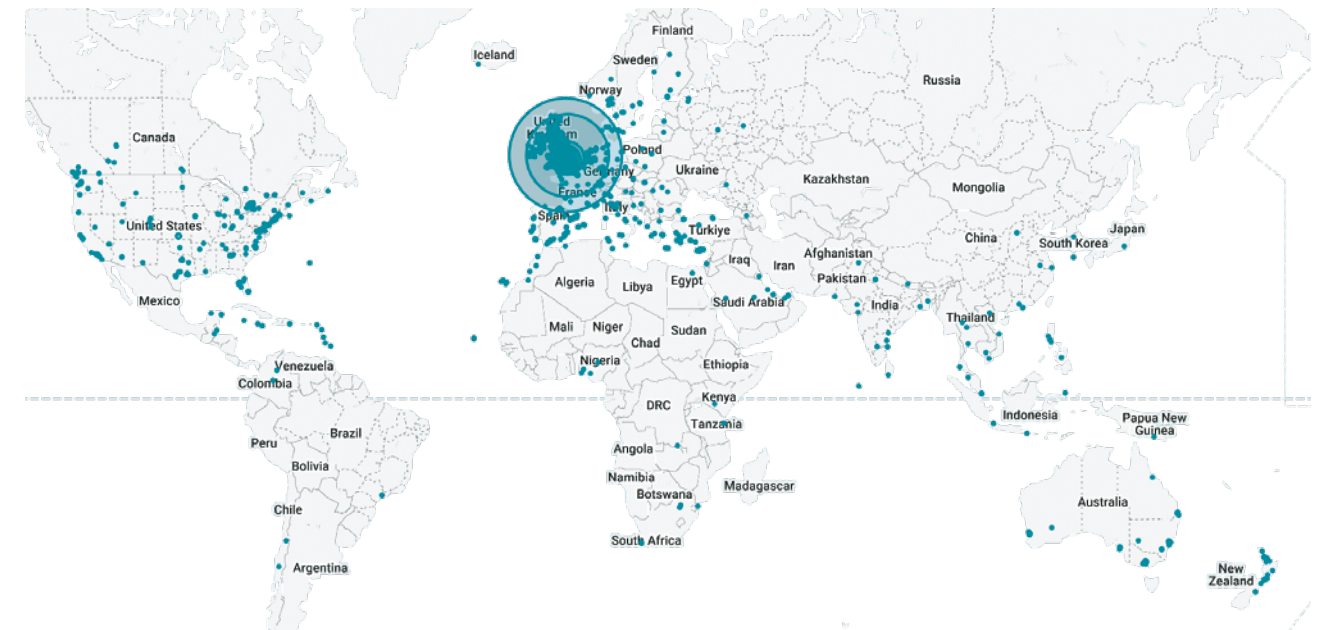 Finland
Iceland
Sweden
Russia
Norway
United
Kingdom
Canada
Poland
Ukraine
Germany
Kazakhstan
Mongolia
France
Italy
Spain
United States
Türkiye
Japan
China
South Korea
Afghanistan
Iraq
Iran
Algeria
Libya
Egypt
Pakistan
Mexico
Saudi Arabia
India
Thailand
Mali
Niger
Sudan
Chad
Nigeria
Ethiopia
Venezuela
Colombia
Kenya
DRC
Indonesia
Papua New
Guinea
Tanzania
Brazil
Peru
Angola
Bolivia
Namibia
Madagascar
Botswana
Australia
Chile
South Africa
Argentina
New
Zealand